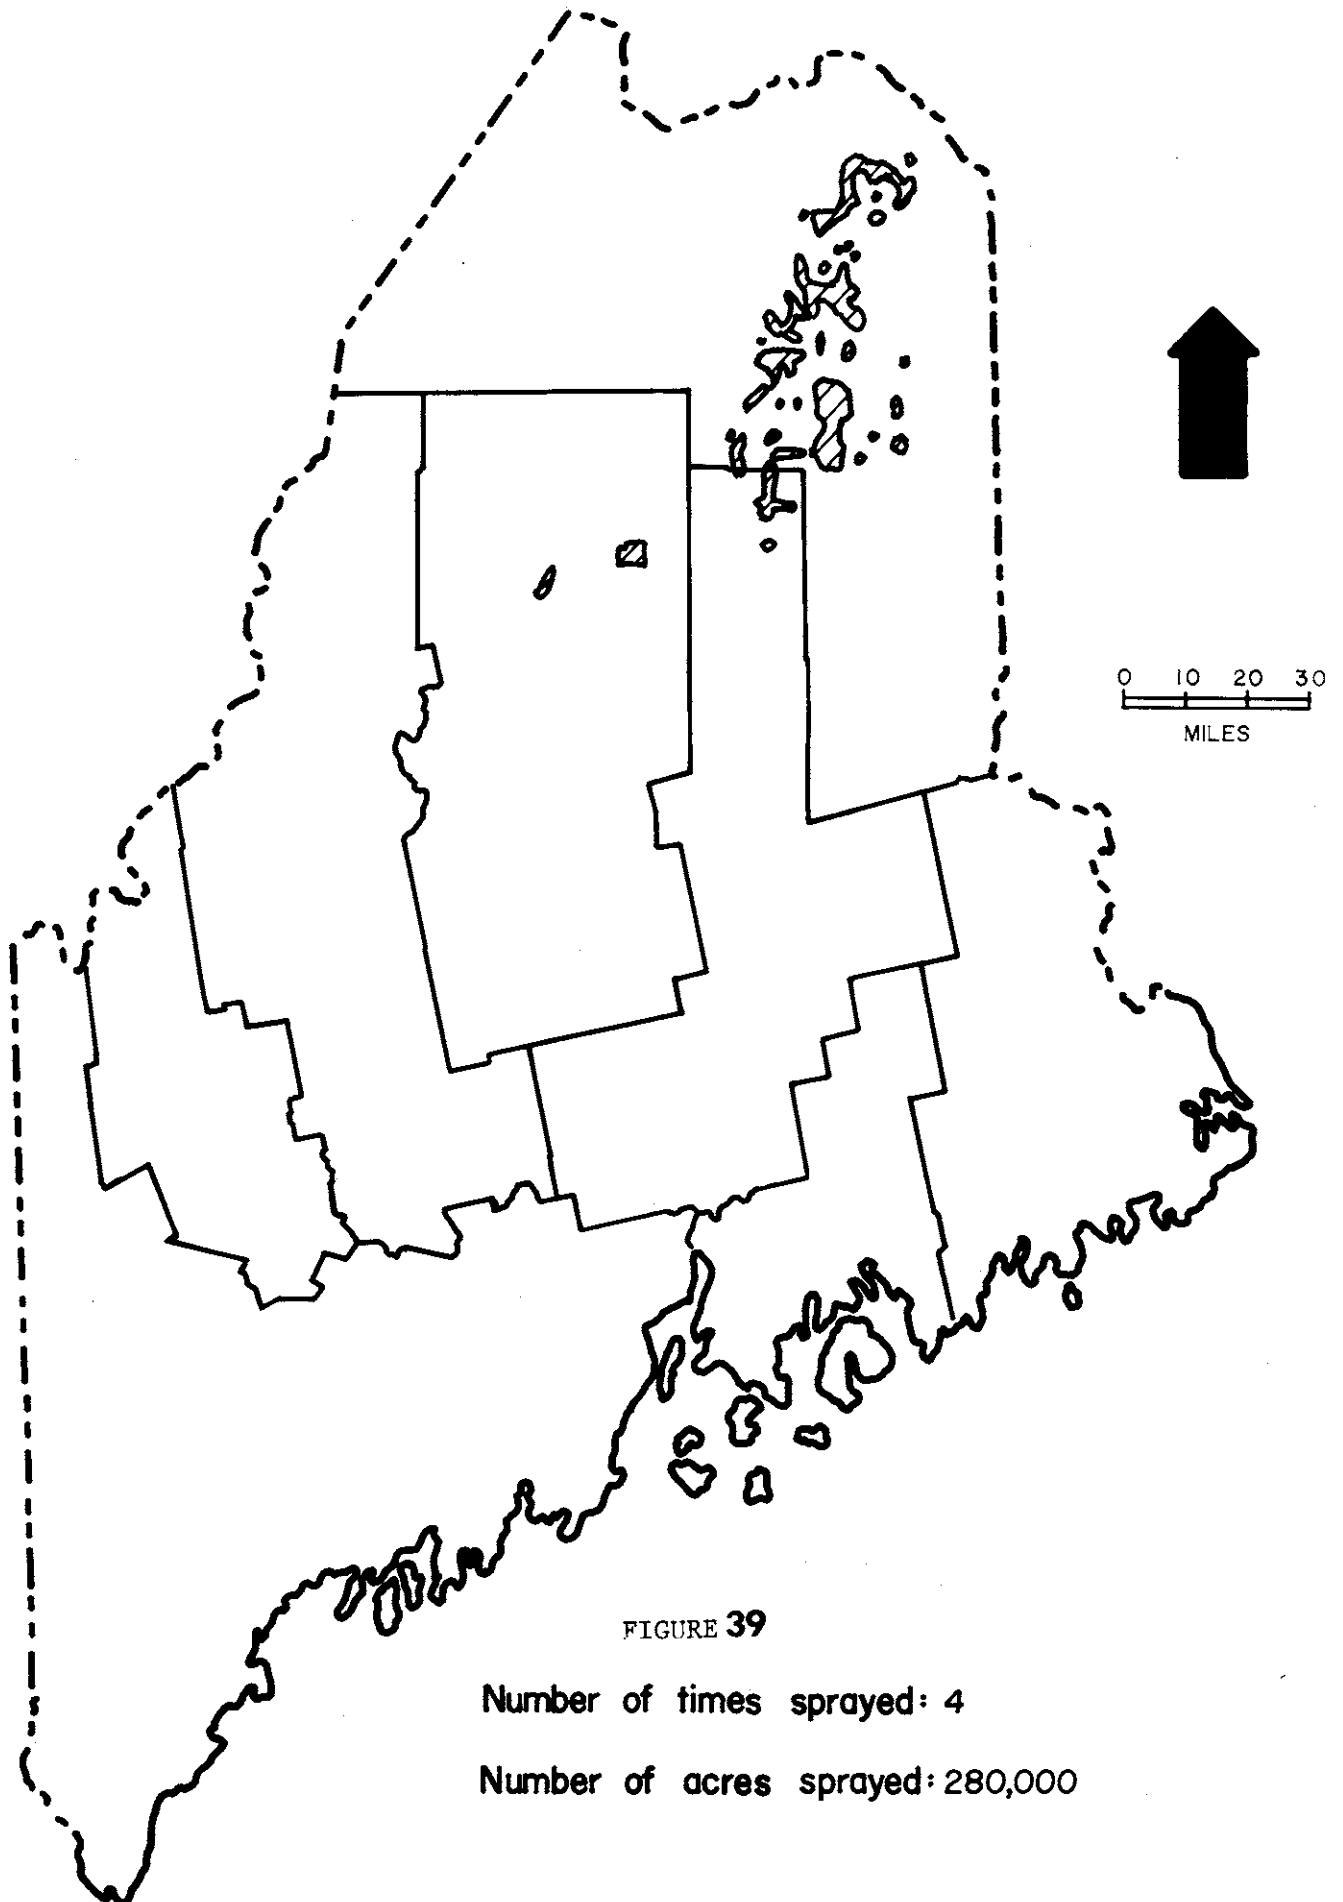 0 10 20 30
MILES
FIGURE 39
Number of times sprayed: 4
Number of acres sprayed: 280,000